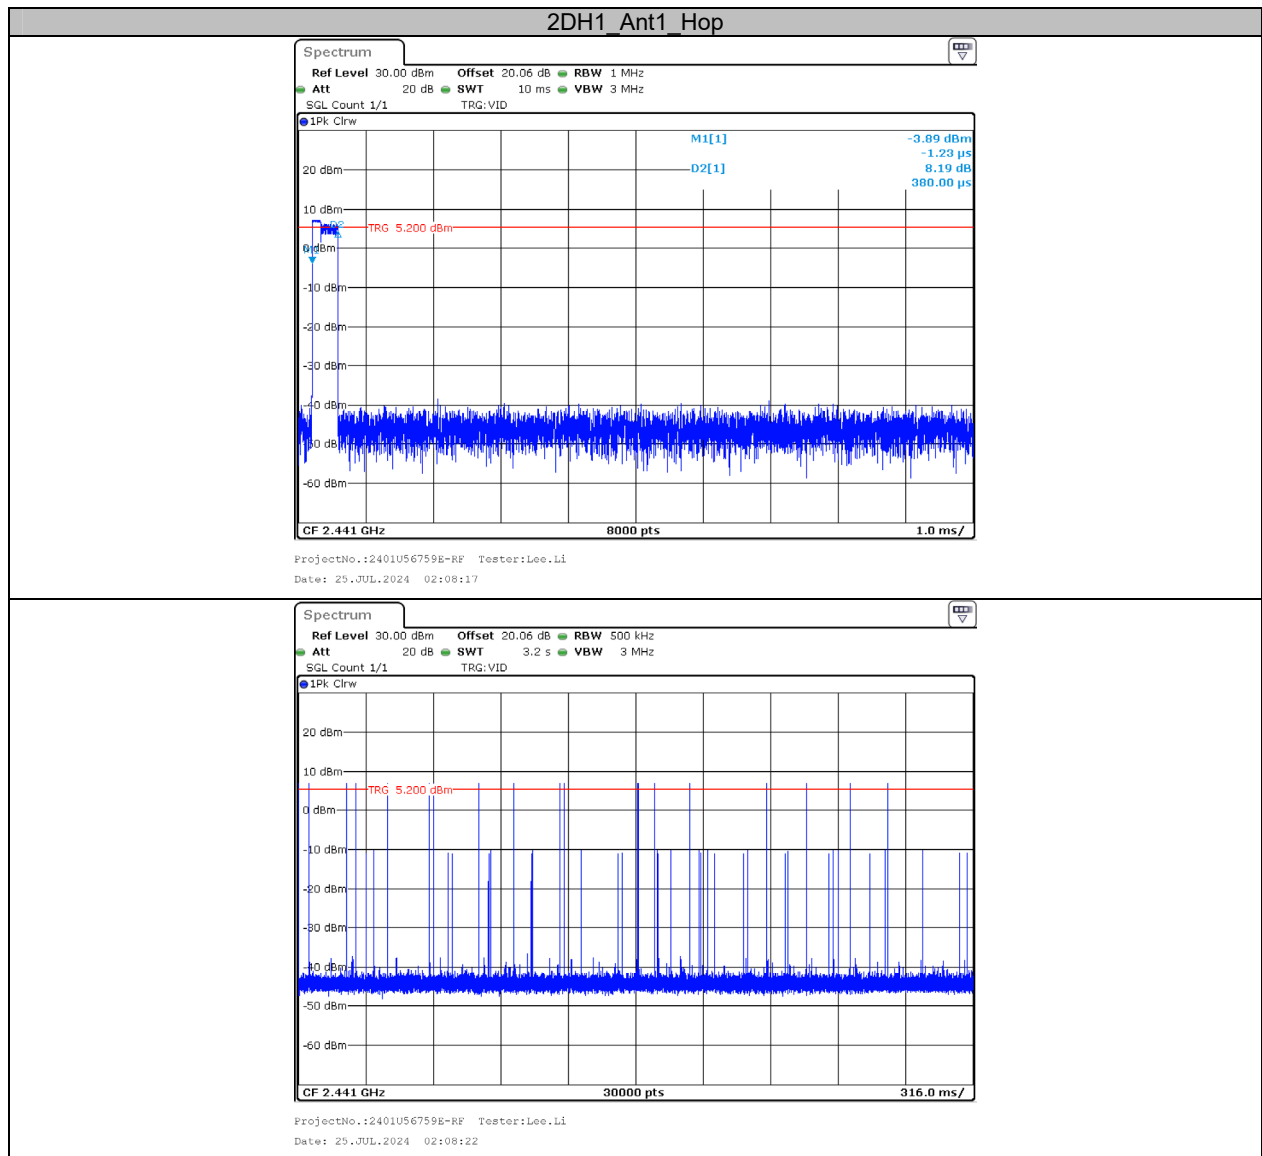 2DH1_Ant1_Hop
Spectrum
Ref Level 30.00 dBm Offset 20.06 dB RBW 1 MHz
Att 20 dB SWT 10 ms VBW 3 MHz
SGL Count 1/1 TRG:VID
1Pk Clrw
M1[1] -3.89 dBm
-1.23 µs
D2[1] 8.19 dB
380.00 µs
20 dBm
10 dBm
D2
TRG 5.200 dBm
0 dBm
M1
-10 dBm
-20 dBm
-30 dBm
-40 dBm
-50 dBm
-60 dBm
CF 2.441 GHz 8000 pts 1.0 ms/
ProjectNo.:2401U56759E-RF Tester:Lee.Li
Date: 25.JUL.2024 02:08:17
Spectrum
Ref Level 30.00 dBm Offset 20.06 dB RBW 500 kHz
Att 20 dB SWT 3.2 s VBW 3 MHz
SGL Count 1/1 TRG:VID
1Pk Clrw
20 dBm
10 dBm
TRG 5.200 dBm
0 dBm
-10 dBm
-20 dBm
-30 dBm
-40 dBm
-50 dBm
-60 dBm
CF 2.441 GHz 30000 pts 316.0 ms/
ProjectNo.:2401U56759E-RF Tester:Lee.Li
Date: 25.JUL.2024 02:08:22